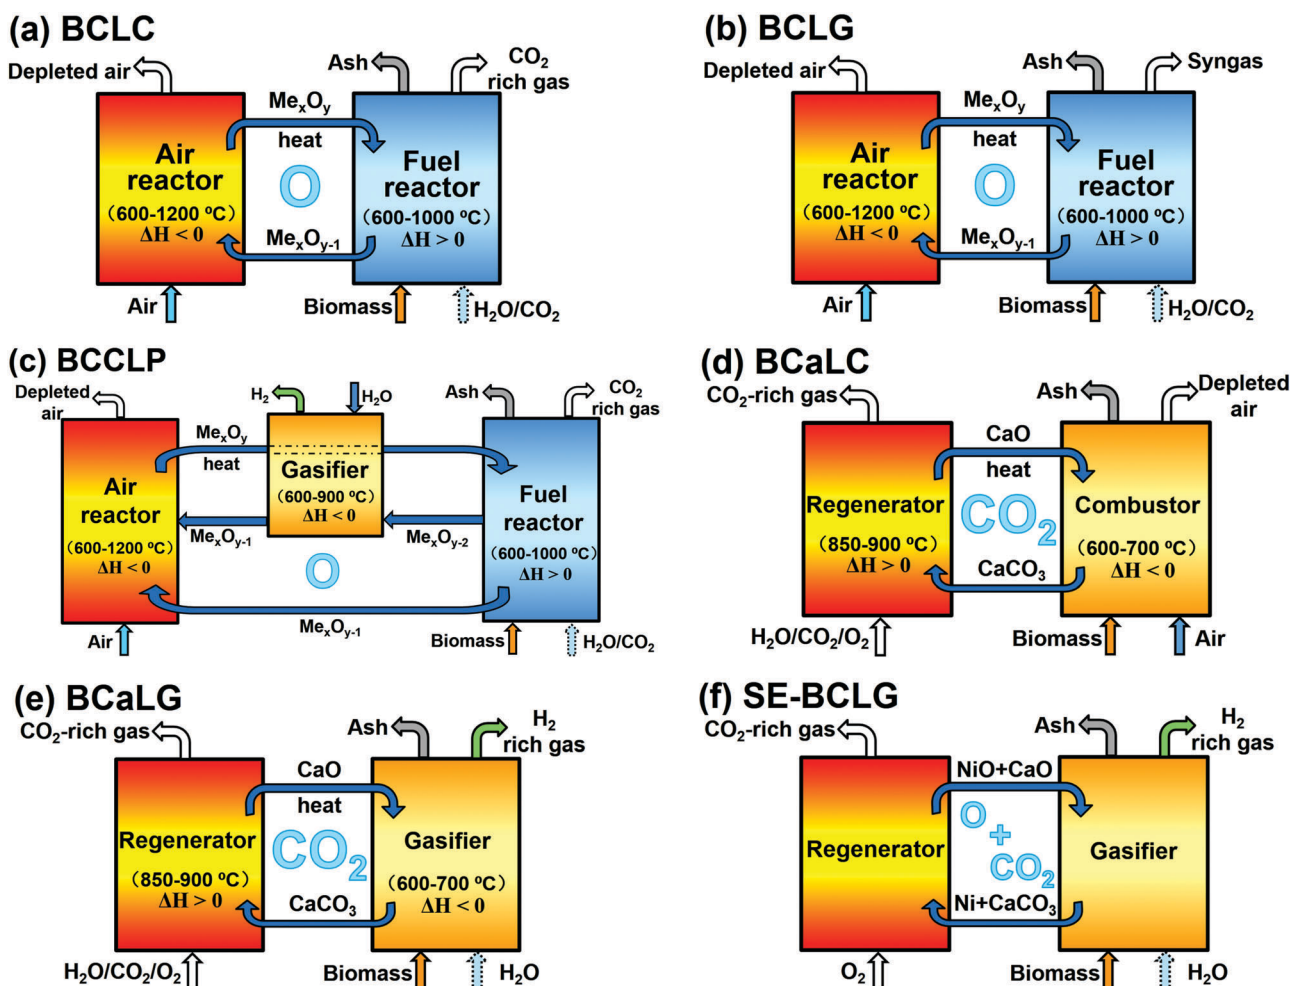 (a) BCLC
Depleted air
Ash
CO₂
rich gas
MeₓOᵧ
heat
Air
reactor
(600-1200 ºC)
ΔH < 0
O
Fuel
reactor
(600-1000 ºC)
ΔH > 0
MeₓOᵧ₋₁
Air
Biomass
H₂O/CO₂
(b) BCLG
Depleted air
Ash
Syngas
MeₓOᵧ
heat
Air
reactor
(600-1200 ºC)
ΔH < 0
O
Fuel
reactor
(600-1000 ºC)
ΔH > 0
MeₓOᵧ₋₁
Air
Biomass
H₂O/CO₂
(c) BCCLP
Depleted
air
H₂
H₂O
Ash
CO₂
rich gas
MeₓOᵧ
heat
Gasifier
(600-900 ºC)
ΔH < 0
Air
reactor
(600-1200 ºC)
ΔH < 0
Fuel
reactor
(600-1000 ºC)
ΔH > 0
MeₓOᵧ₋₁
MeₓOᵧ₋₂
O
MeₓOᵧ₋₁
Air
Biomass
H₂O/CO₂
(d) BCaLC
CO₂-rich gas
Ash
Depleted
air
CaO
heat
Regenerator
(850-900 ºC)
ΔH > 0
CO₂
Combustor
(600-700 ºC)
ΔH < 0
CaCO₃
H₂O/CO₂/O₂
Biomass
Air
(e) BCaLG
CO₂-rich gas
Ash
H₂
rich gas
CaO
heat
Regenerator
(850-900 ºC)
ΔH > 0
CO₂
Gasifier
(600-700 ºC)
ΔH < 0
CaCO₃
H₂O/CO₂/O₂
Biomass
H₂O
(f) SE-BCLG
CO₂-rich gas
Ash
H₂
rich gas
NiO+CaO
O
+
CO₂
Regenerator
Gasifier
Ni+CaCO₃
O₂
Biomass
H₂O